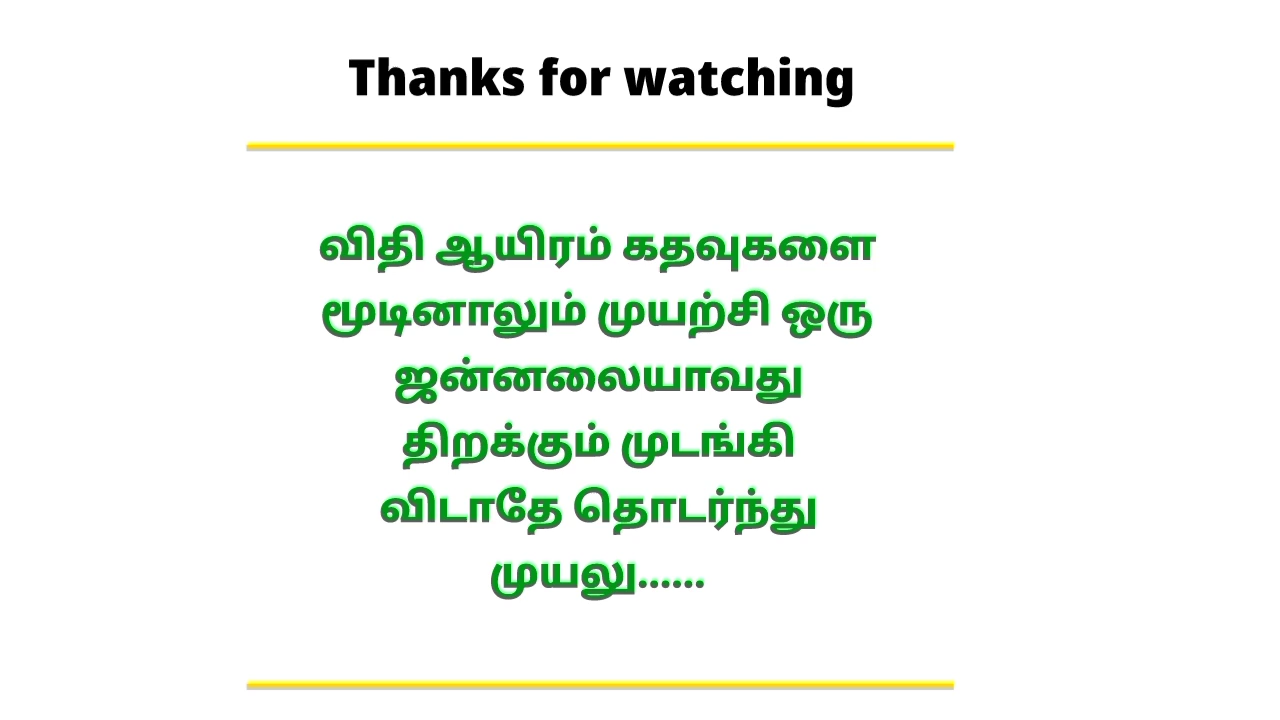 Thanks for watching
விதி ஆயிரம் கதவுகளை
மூடினாலும் முயற்சி ஒரு
ஜன்னலையாவது
திறக்கும் முடங்கி
விடாதே தொடர்ந்து
முயலு......